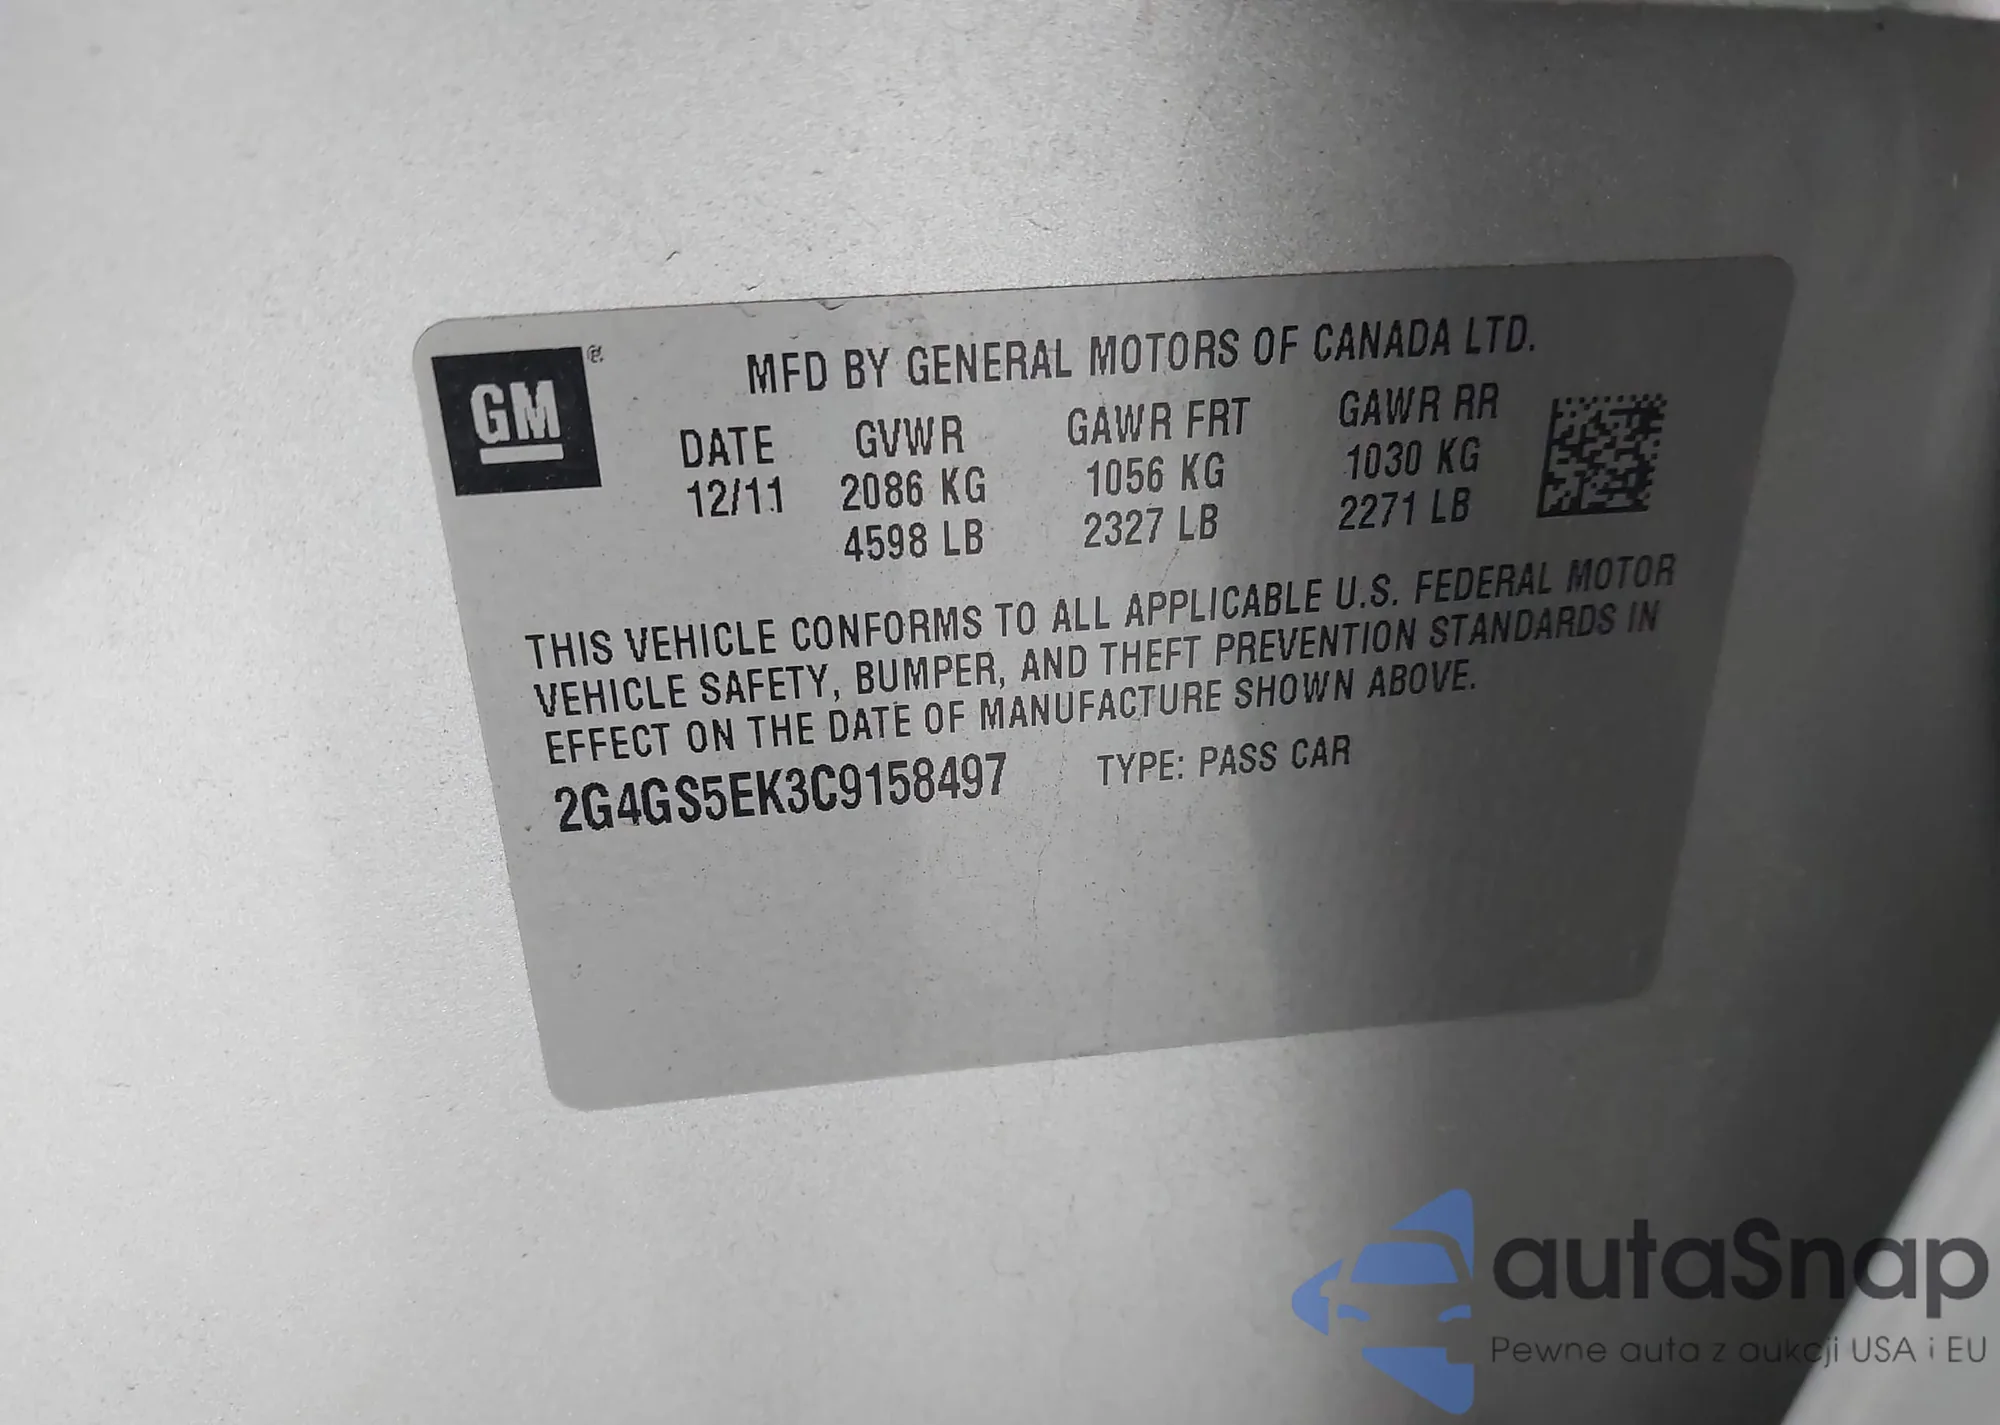 GM
MFD BY GENERAL MOTORS OF CANADA LTD.
DATE GVWR GAWR FRT GAWR RR
12/11 2086 KG 1056 KG 1030 KG
4598 LB 2327 LB 2271 LB
THIS VEHICLE CONFORMS TO ALL APPLICABLE U.S. FEDERAL MOTOR
VEHICLE SAFETY, BUMPER, AND THEFT PREVENTION STANDARDS IN
EFFECT ON THE DATE OF MANUFACTURE SHOWN ABOVE.
2G4GS5EK3C9158497 TYPE: PASS CAR
autaSnap
Pewne auta z aukcji USA i EU